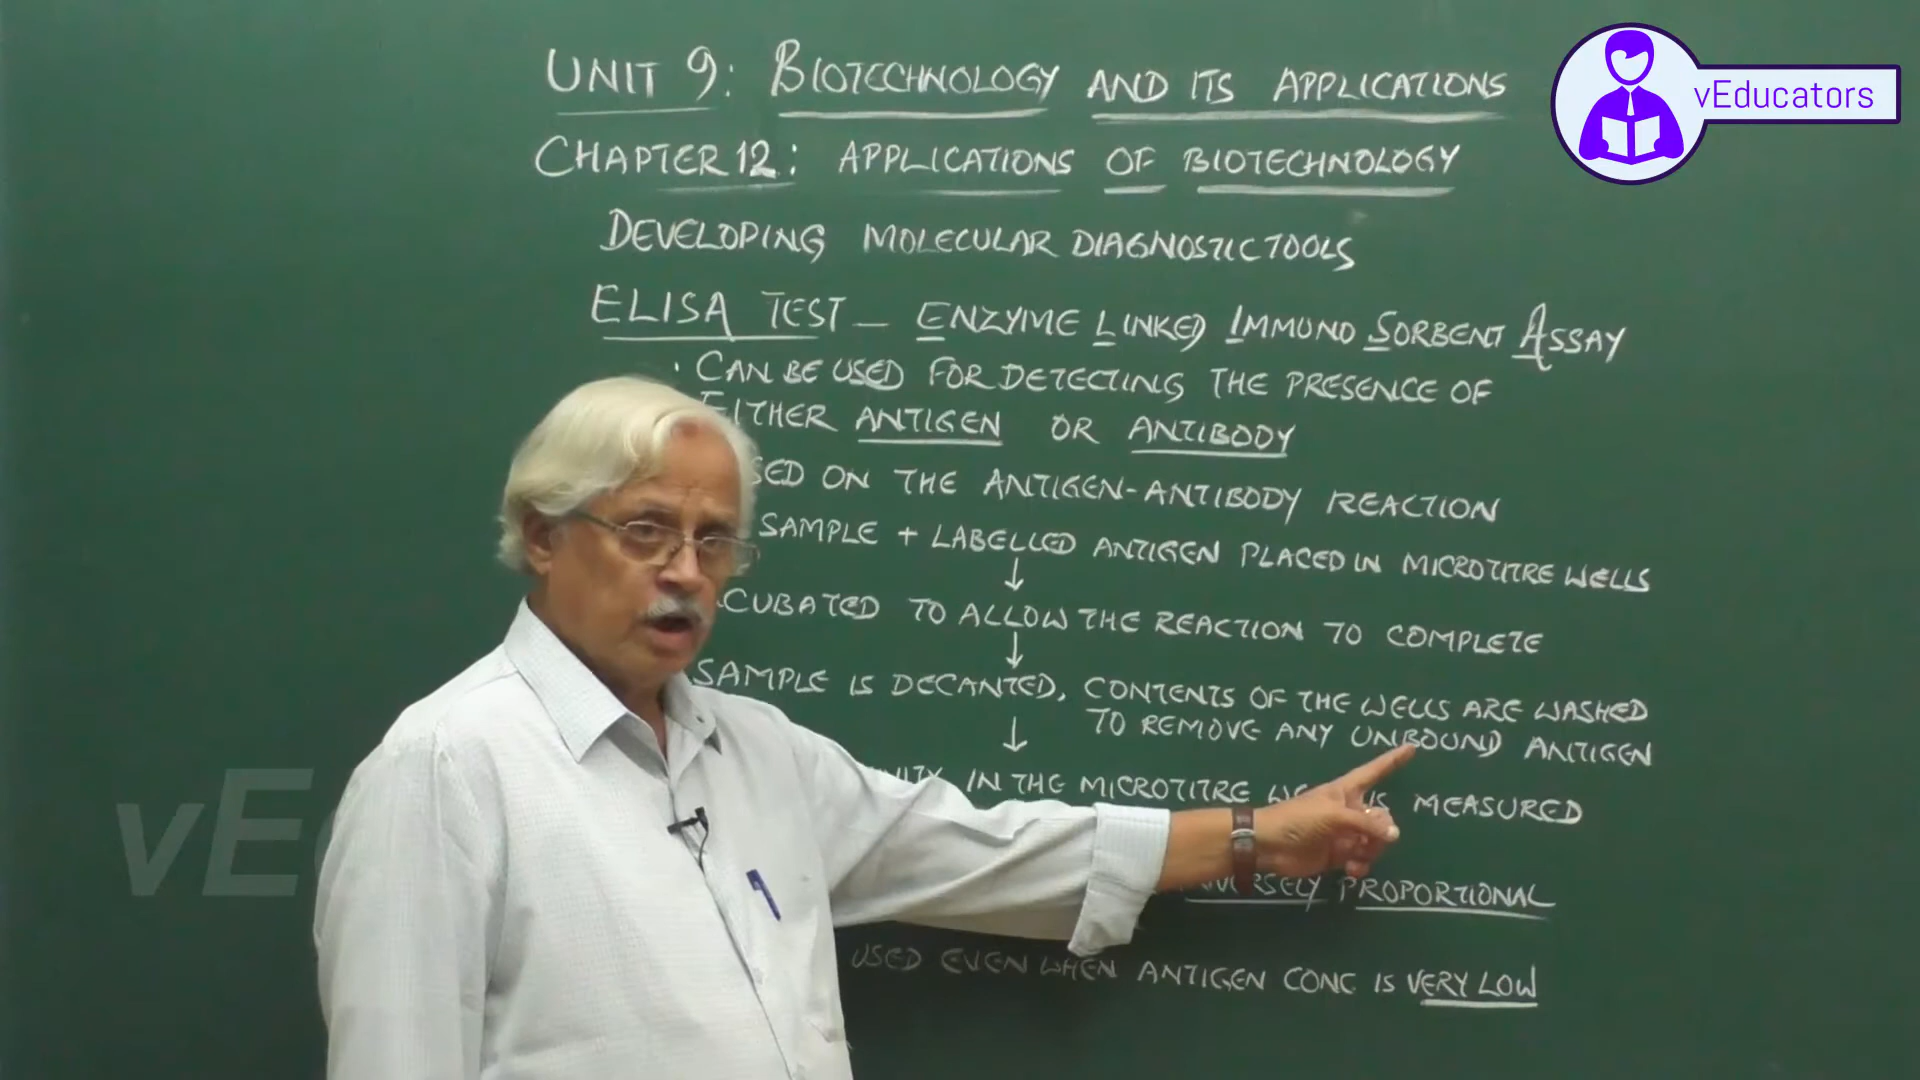 UNIT 9: BIOTECHNOLOGY AND ITS APPLICATIONS
vEducators
CHAPTER 12: APPLICATIONS OF BIOTECHNOLOGY
DEVELOPING MOLECULAR DIAGNOSTIC TOOLS
ELISA TEST — ENZYME LINKED IMMUNO SORBENT ASSAY
· CAN BE USED FOR DETECTING THE PRESENCE OF
EITHER ANTIGEN OR ANTIBODY
ON THE ANTIGEN-ANTIBODY REACTION
SAMPLE + LABELLED ANTIGEN PLACED IN MICROTITRE WELLS
↓
TO ALLOW THE REACTION TO COMPLETE
↓
SAMPLE IS DECANTED, CONTENTS OF THE WELLS ARE WASHED
↓ TO REMOVE ANY UNBOUND ANTIGEN
IN THE MICROTITRE IS MEASURED
PROPORTIONAL
USED EVEN WHEN ANTIGEN CONC IS VERY LOW